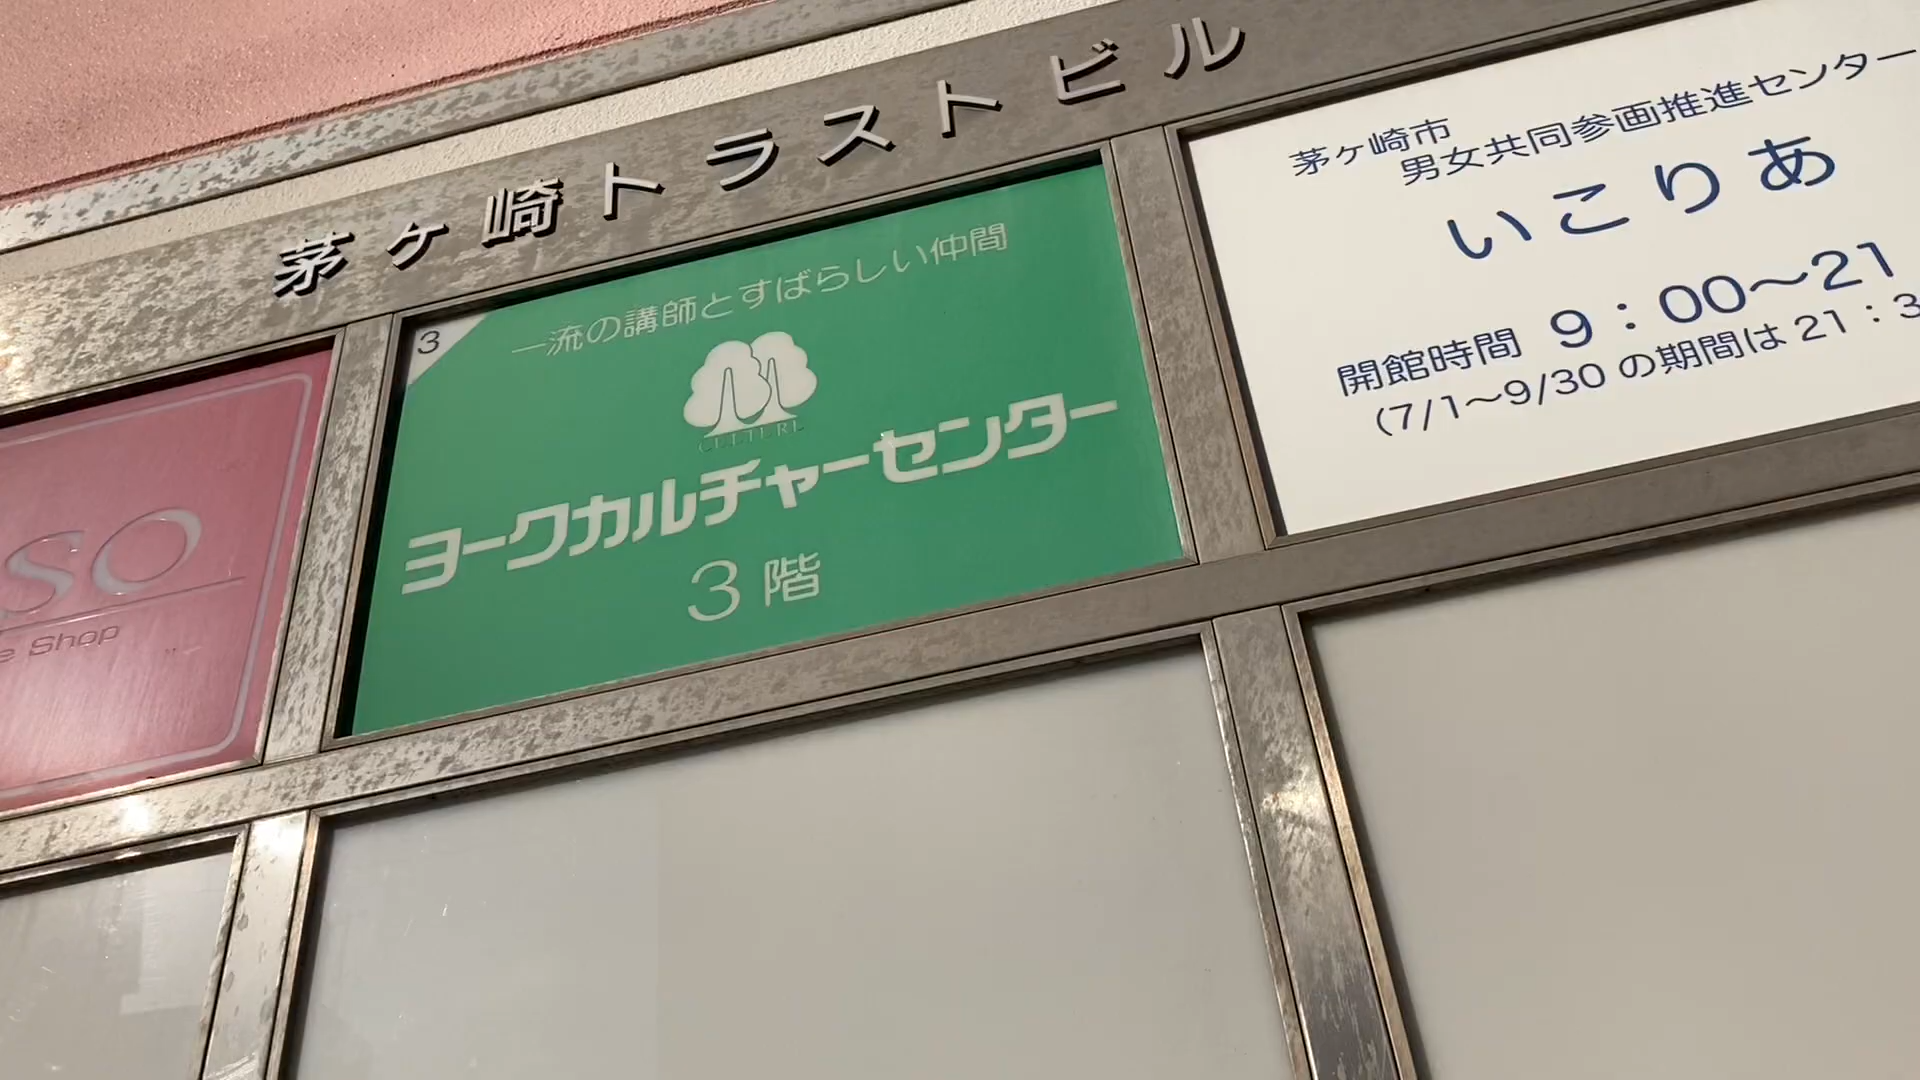 茅ヶ崎トラストビル
so
Shop
3
一流の講師とすばらしい仲間
CULTURE
ヨークカルチャーセンター
3階
茅ヶ崎市
男女共同参画推進センター
いこりあ
開館時間 9:00～21
(7/1～9/30 の期間は 21:3